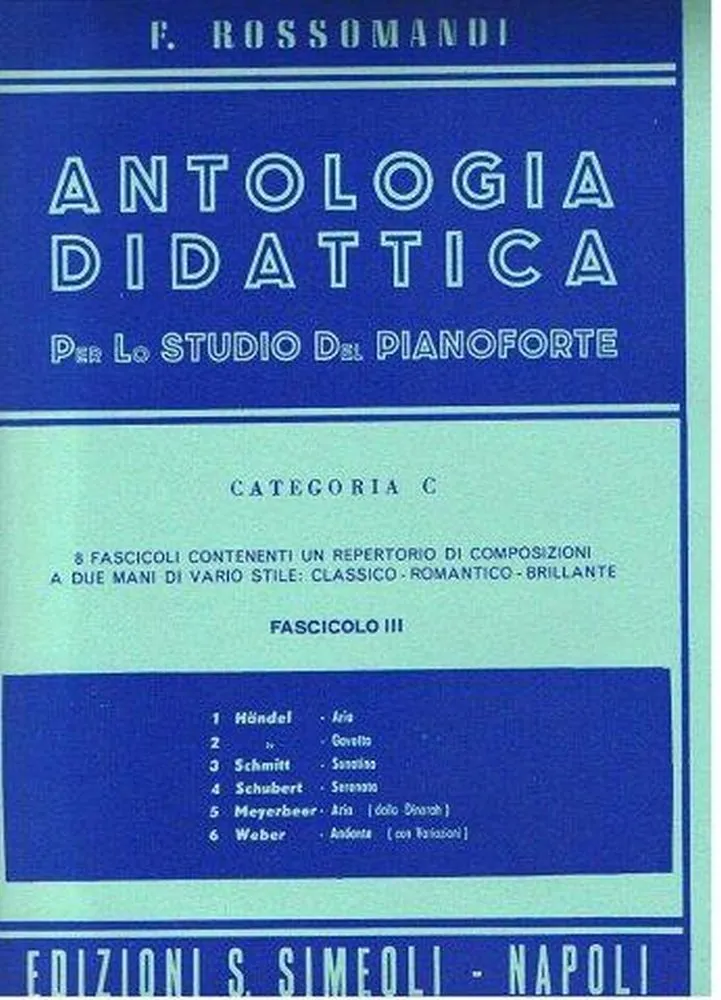 F. ROSSOMANDI
ANTOLOGIA
DIDATTICA
PER LO STUDIO DEL PIANOFORTE
CATEGORIA C
8 FASCICOLI CONTENENTI UN REPERTORIO DI COMPOSIZIONI
A DUE MANI DI VARIO STILE: CLASSICO - ROMANTICO - BRILLANTE
FASCICOLO III
1 Händel - Aria
2 „ - Gavotta
3 Schmitt - Sonatina
4 Schubert - Serenata
5 Meyerbeer - Aria (dalla Dinorah)
6 Weber - Andante (con Variazioni)
EDIZIONI S. SIMEOLI - NAPOLI